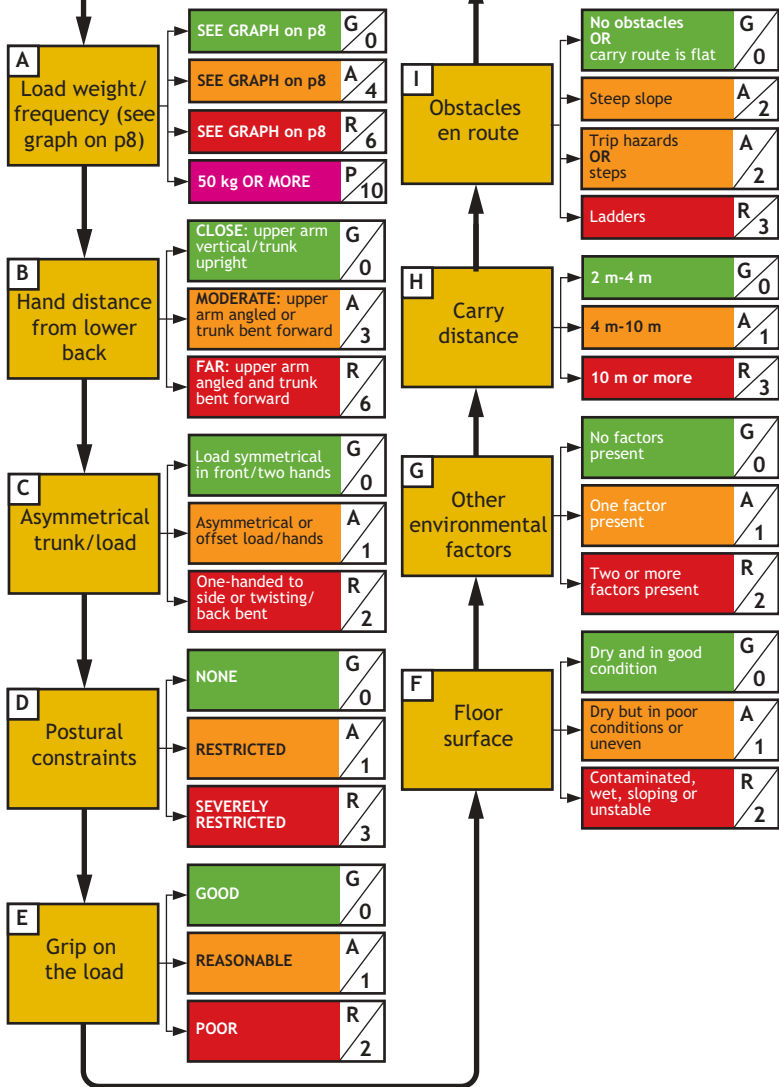 A
Load weight/
frequency (see
graph on p8)
SEE GRAPH on p8
G
0
SEE GRAPH on p8
A
4
SEE GRAPH on p8
R
6
50 kg OR MORE
P
10
B
Hand distance
from lower
back
CLOSE: upper arm
vertical/trunk
upright
G
0
MODERATE: upper
arm angled or
trunk bent forward
A
3
FAR: upper arm
angled and trunk
bent forward
R
6
C
Asymmetrical
trunk/load
Load symmetrical
in front/two hands
G
0
Asymmetrical or
offset load/hands
A
1
One-handed to
side or twisting/
back bent
R
2
D
Postural
constraints
NONE
G
0
RESTRICTED
A
1
SEVERELY
RESTRICTED
R
3
E
Grip on
the load
GOOD
G
0
REASONABLE
A
1
POOR
R
2
F
Floor
surface
Dry and in good
condition
G
0
Dry but in poor
conditions or
uneven
A
1
Contaminated,
wet, sloping or
unstable
R
2
G
Other
environmental
factors
No factors
present
G
0
One factor
present
A
1
Two or more
factors present
R
2
H
Carry
distance
2 m-4 m
G
0
4 m-10 m
A
1
10 m or more
R
3
I
Obstacles
en route
No obstacles
OR
carry route is flat
G
0
Steep slope
A
2
Trip hazards
OR
steps
A
2
Ladders
R
3